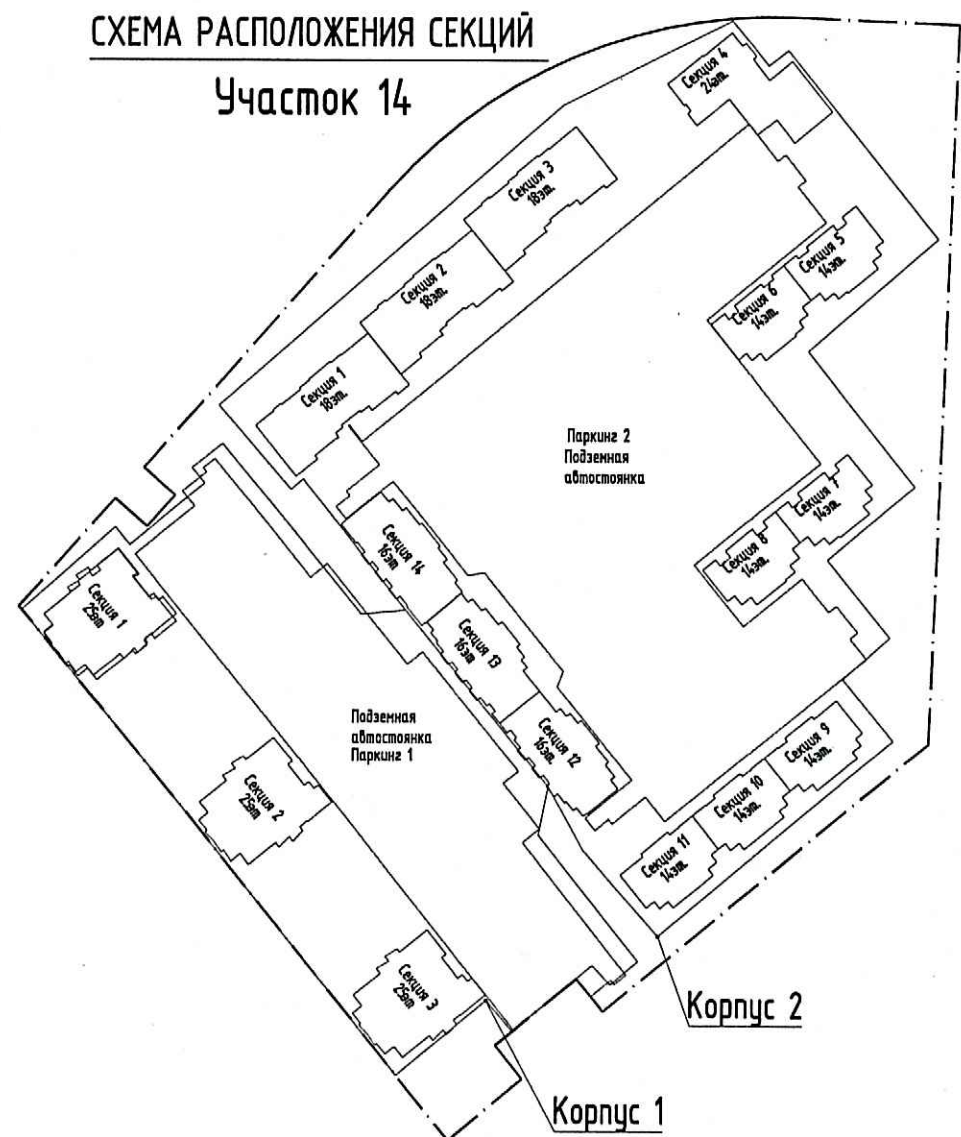 СХЕМА РАСПОЛОЖЕНИЯ СЕКЦИЙ
Участок 14
Секция 4
24эт.
Секция 3
18эт.
Секция 2
18эт.
Секция 1
18эт.
Секция 5
14эт.
Секция 6
14эт.
Паркинг 2
Подземная
автостоянка
Секция 7
14эт.
Секция 8
14эт.
Секция 14
16эт
Секция 13
16эт
Секция 12
16эт.
Секция 1
25эт
Подземная
автостоянка
Паркинг 1
Секция 2
25эт
Секция 9
14эт.
Секция 10
14эт.
Секция 11
14эт.
Секция 3
25эт
Корпус 2
Корпус 1